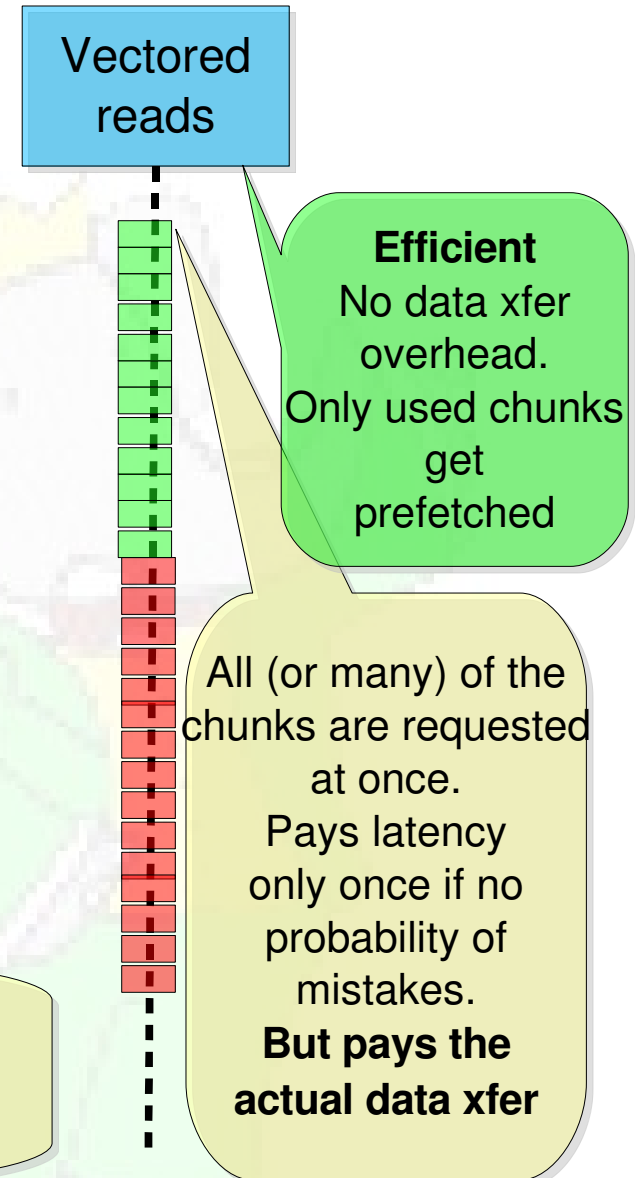 Vectored
reads
Efficient
No data xfer
overhead.
Only used chunks
get
prefetched
All (or many) of the
chunks are requested
at once.
Pays latency
only once if no
probability of
mistakes.
But pays the
actual data xfer